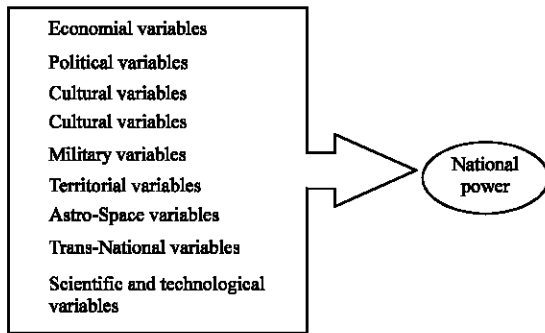 Economial variables
Political variables
Cultural variables
Cultural variables
Military variables
Territorial variables
Astro-Space variables
Trans-National variables
Scientific and technological
variables
National
power